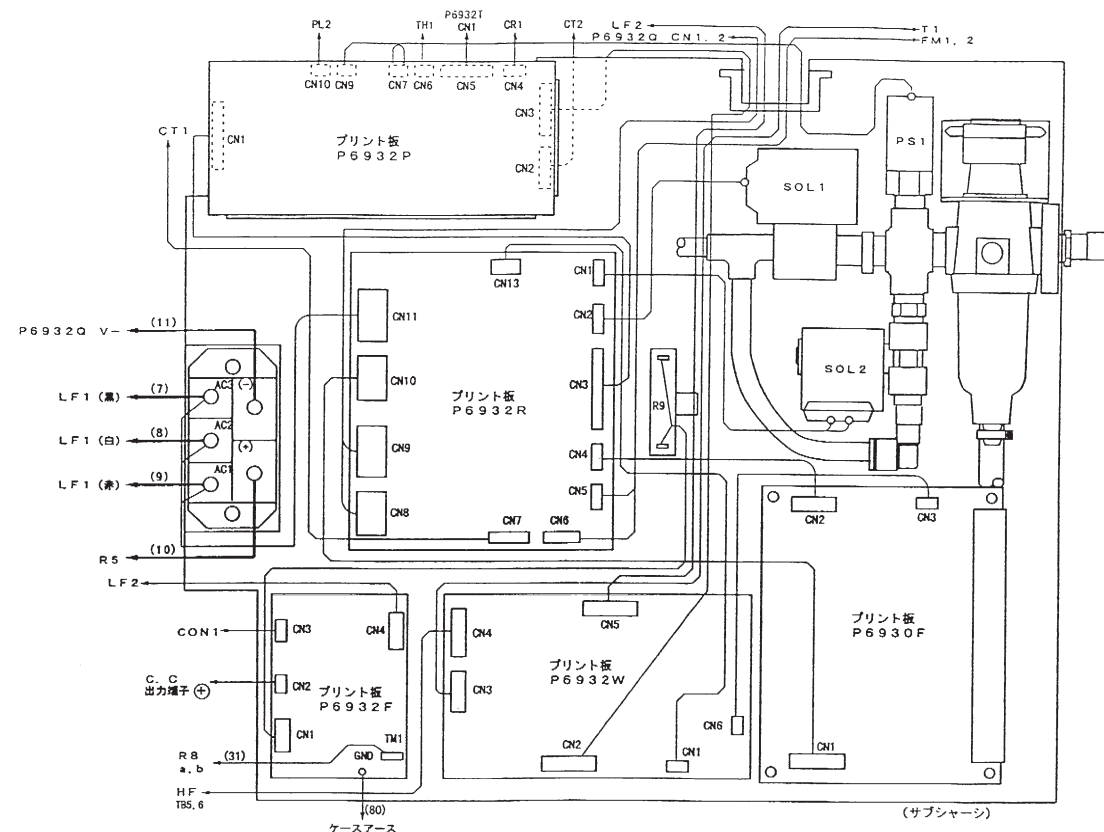 PL2
TH1
P6932T
CN1
CR1
CT2
LF2
P6932Q CN1, 2
T1
FM1, 2
CN10
CN9
CN7
CN6
CN5
CN4
CT1
CN1
プリント板
P6932P
CN3
CN2
PS1
SOL1
CN13
CN1
CN2
CN11
CN10
プリント板
P6932R
CN3
R9
SOL2
P6932Q V-
(11)
LF1 (黒)
(7)
AC3
(-)
LF1 (白)
(8)
AC2
(+)
LF1 (赤)
(9)
AC1
CN9
CN4
CN8
CN5
CN7
CN6
CN2
CN3
R5
(10)
LF2
CON1
CN3
CN4
CN4
CN5
プリント板
P6930F
C. C
出力端子 ⊕
CN2
プリント板
P6932F
CN3
プリント板
P6932W
CN1
TM1
GND
CN6
CN2
CN1
CN1
R8
a, b
(31)
HF
TB5, 6
(80)
ケースアース
(サブシャーシ)